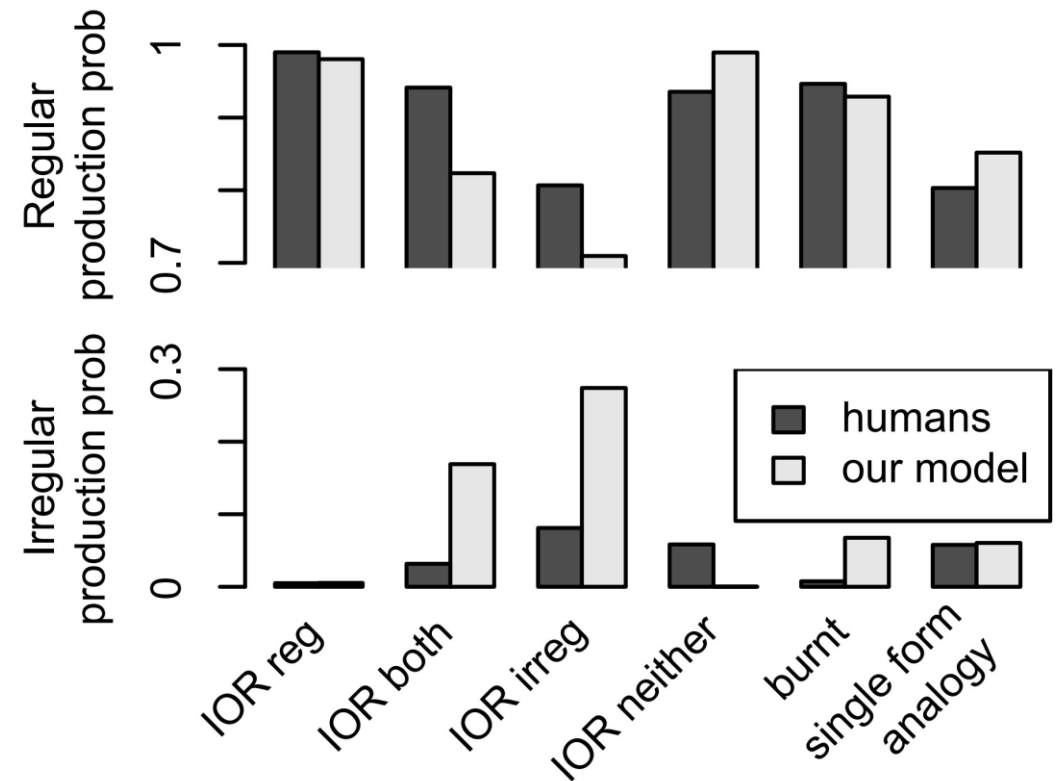 Regular
production prob
1
0.7
Irregular
production prob
0.3
0
humans
our model
IOR reg
IOR both
IOR irreg
IOR neither
burnt
single form
analogy